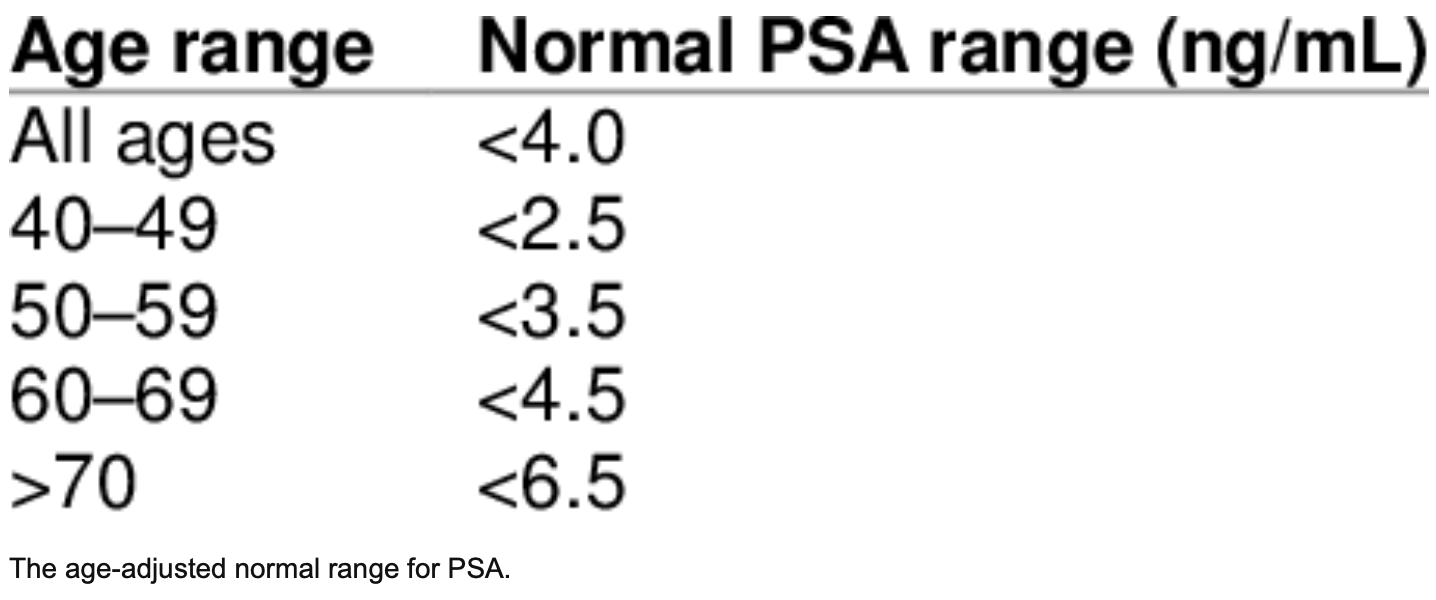 Age range Normal PSA range (ng/mL)
All ages <4.0
40–49 <2.5
50–59 <3.5
60–69 <4.5
>70 <6.5
The age-adjusted normal range for PSA.